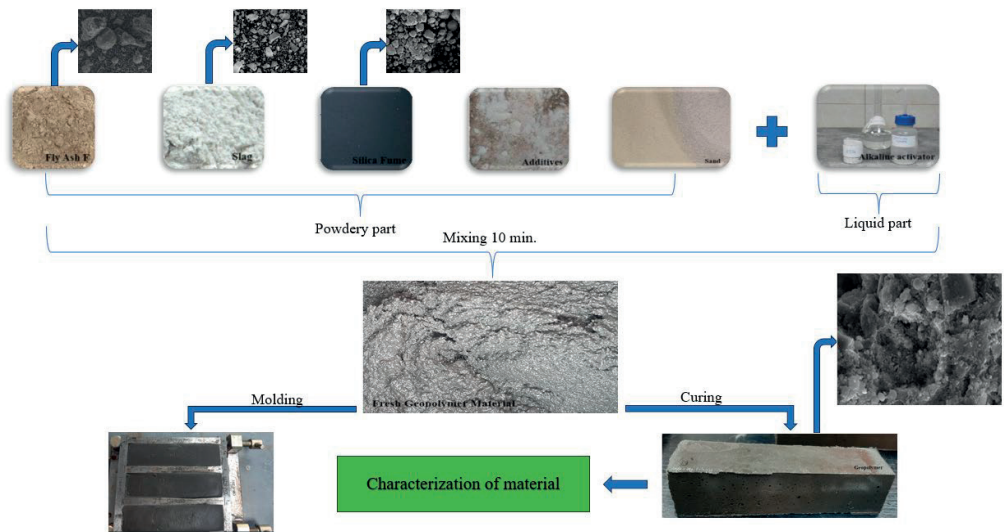 Fly Ash F
Slag
Silica Fume
Additives
Sand
Alkaline activator
Powdery part
Liquid part
Mixing 10 min.
Fresh Geopolymer Material
Molding
Curing
Geopolymer
Characterization of material